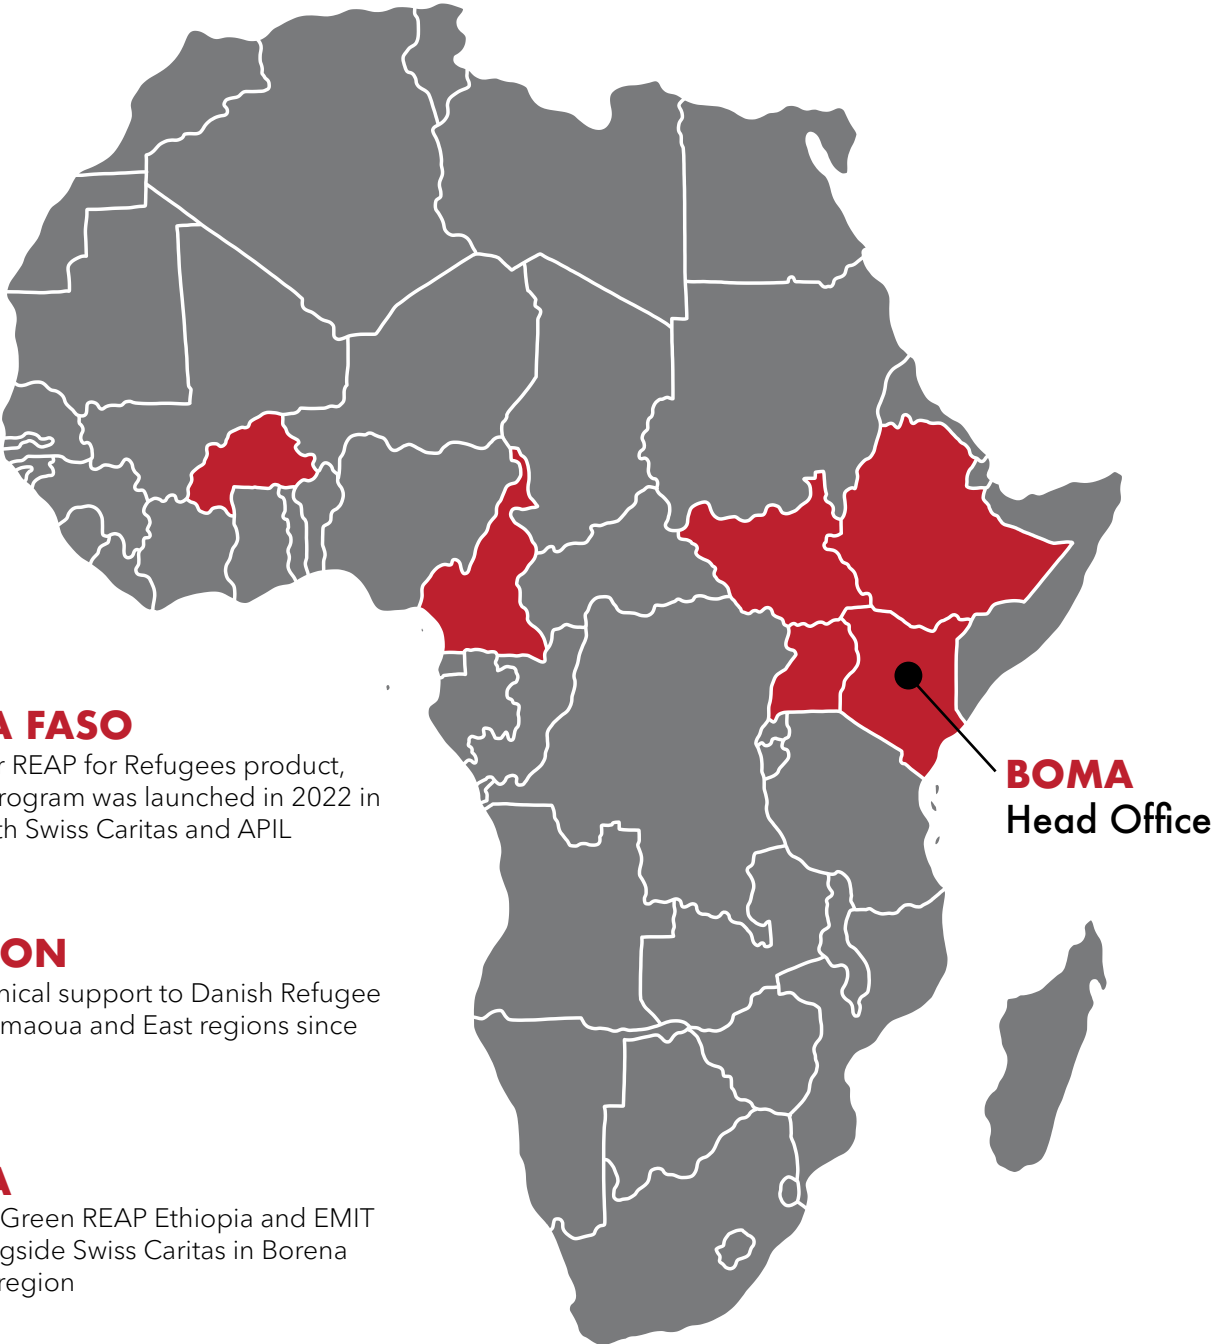 A FASO
r REAP for Refugees product,
rogram was launched in 2022 in
th Swiss Caritas and APIL
BOMA
Head Office
ON
nical support to Danish Refugee
maoua and East regions since
A
Green REAP Ethiopia and EMIT
gside Swiss Caritas in Borena
region